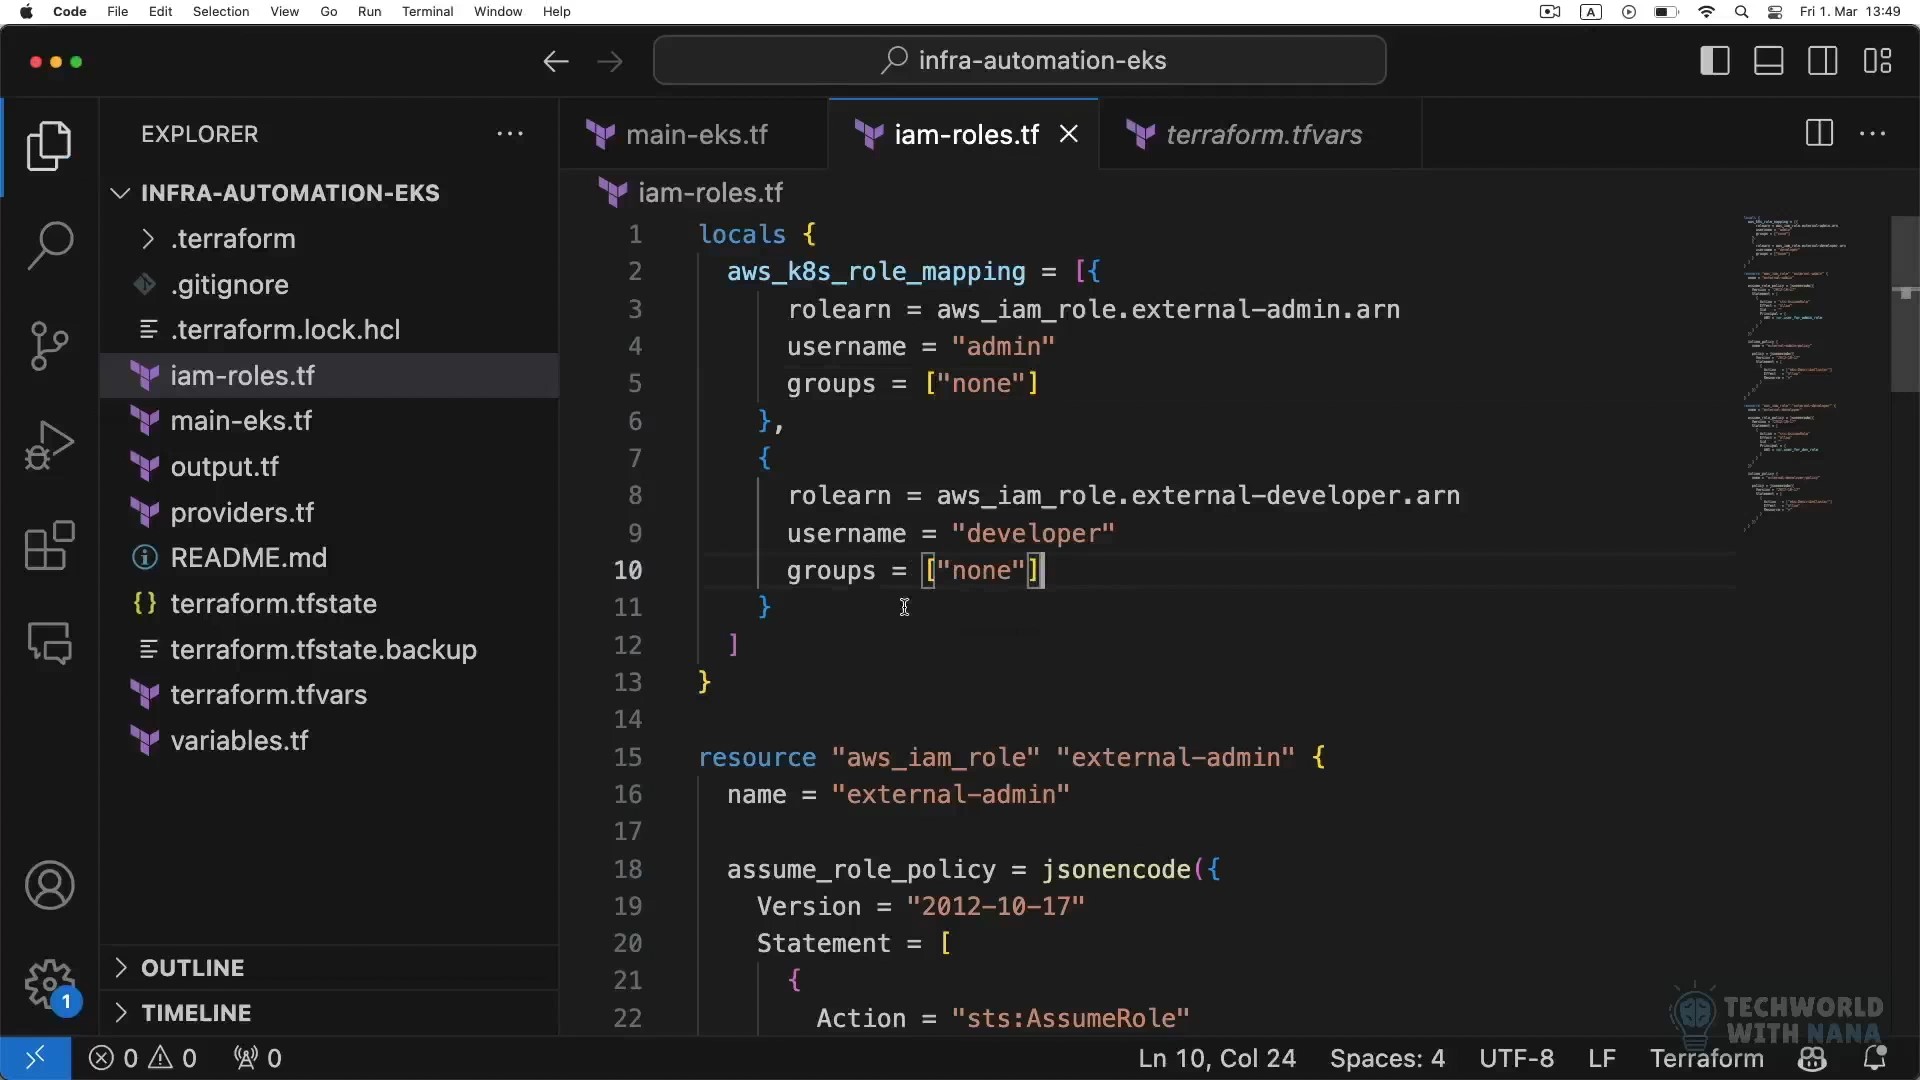 Code File Edit Selection View Go Run Terminal Window Help A Fri 1. Mar 13:49
infra-automation-eks
EXPLORER
INFRA-AUTOMATION-EKS
.terraform
.gitignore
.terraform.lock.hcl
iam-roles.tf
main-eks.tf
output.tf
providers.tf
README.md
{} terraform.tfstate
terraform.tfstate.backup
terraform.tfvars
variables.tf
OUTLINE
TIMELINE
1
main-eks.tf iam-roles.tf terraform.tfvars
iam-roles.tf
1 locals {
2 aws_k8s_role_mapping = [{
3 rolearn = aws_iam_role.external-admin.arn
4 username = "admin"
5 groups = ["none"]
6 },
7 {
8 rolearn = aws_iam_role.external-developer.arn
9 username = "developer"
10 groups = ["none"]
11 }
12 ]
13 }
14
15 resource "aws_iam_role" "external-admin" {
16 name = "external-admin"
17
18 assume_role_policy = jsonencode({
19 Version = "2012-10-17"
20 Statement = [
21 {
22 Action = "sts:AssumeRole"
TECHWORLD
WITH NANA
0 0 0 Ln 10, Col 24 Spaces: 4 UTF-8 LF Terraform